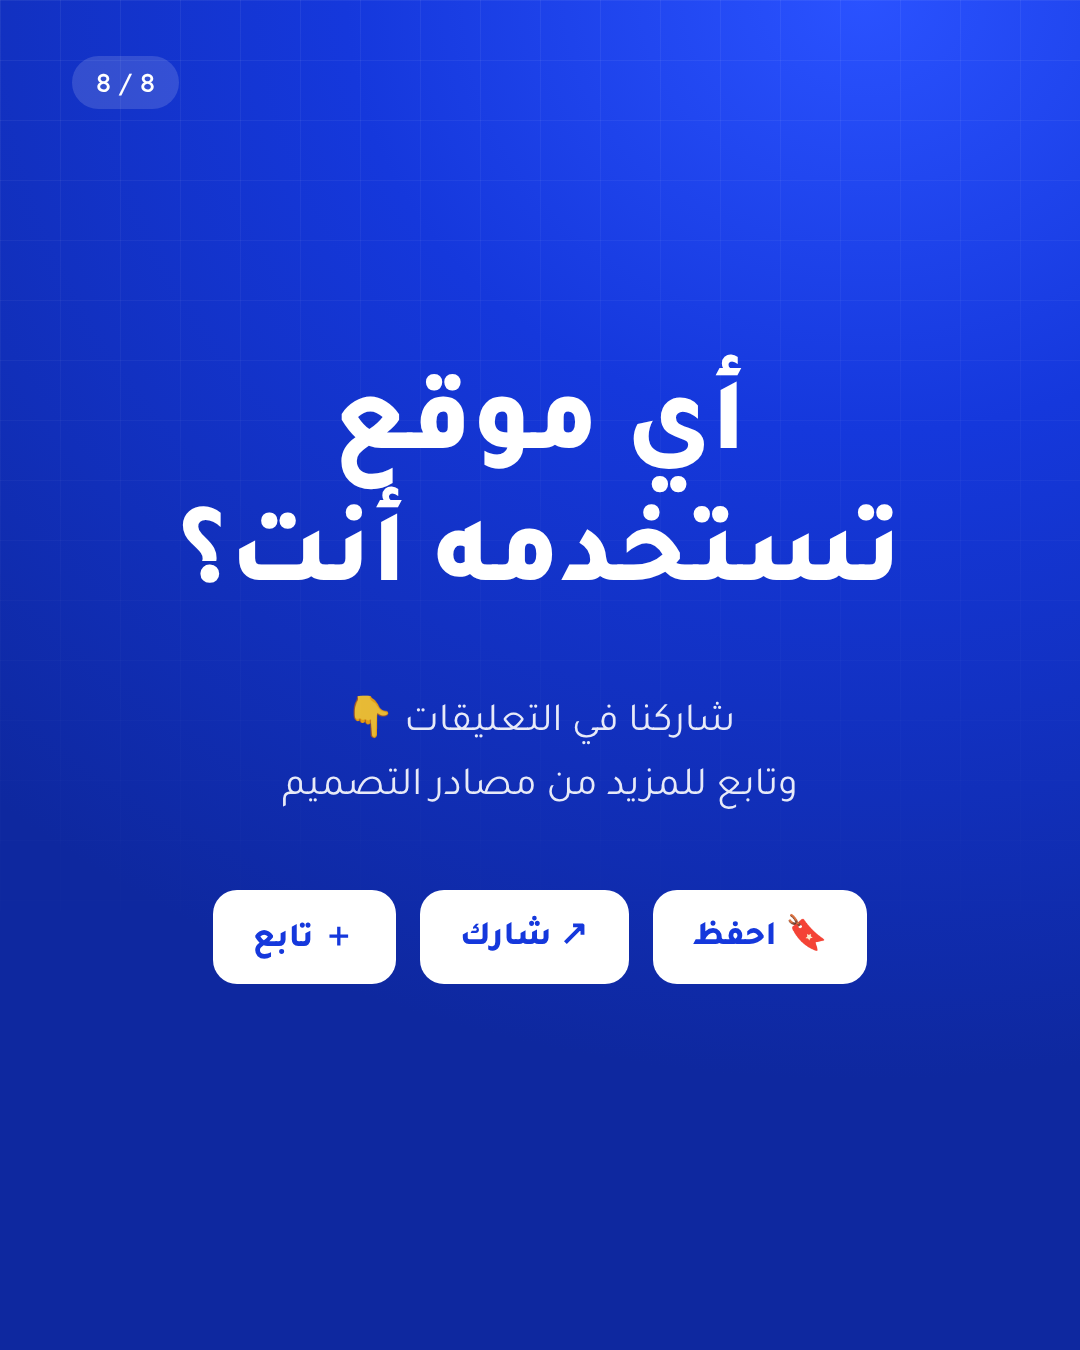 8 / 8
أي موقع
تستخدمه أنت؟
شاركنا في التعليقات 👇
وتابع للمزيد من مصادر التصميم
🔖 احفظ
↗ شارك
+ تابع